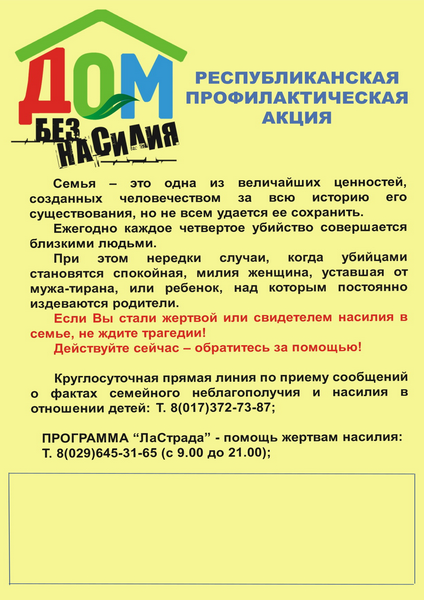 ДОМ
БЕЗ
НАСИЛИЯ
РЕСПУБЛИКАНСКАЯ
ПРОФИЛАКТИЧЕСКАЯ
АКЦИЯ
Семья – это одна из величайших ценностей,
созданных человечеством за всю историю его
существования, но не всем удается ее сохранить.
Ежегодно каждое четвертое убийство совершается
близкими людьми.
При этом нередки случаи, когда убийцами
становятся спокойная, милия женщина, уставшая от
мужа-тирана, или ребенок, над которым постоянно
издеваются родители.
Если Вы стали жертвой или свидетелем насилия в
семье, не ждите трагедии!
Действуйте сейчас – обратитесь за помощью!
Круглосуточная прямая линия по приему сообщений
о фактах семейного неблагополучия и насилия в
отношении детей: Т. 8(017)372-73-87;
ПРОГРАММА “ЛаСтрада” - помощь жертвам насилия:
Т. 8(029)645-31-65 (с 9.00 до 21.00);